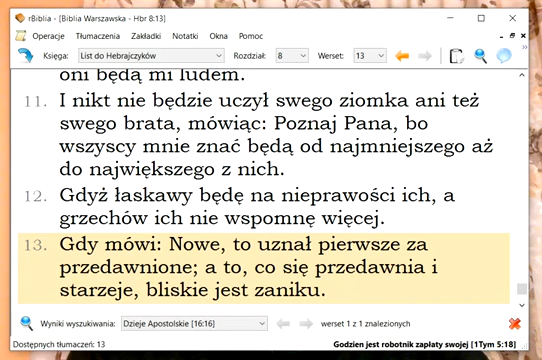 rBiblia - [Biblia Warszawska - Hbr 8:13]
Operacje Tłumaczenia Zakładki Notatki Okna Pomoc
Księga: List do Hebrajczyków Rozdział: 8 Werset: 13
oni będą mi ludem.
11. I nikt nie będzie uczył swego ziomka ani też
swego brata, mówiąc: Poznaj Pana, bo
wszyscy mnie znać będą od najmniejszego aż
do największego z nich.
12. Gdyż łaskawy będę na nieprawości ich, a
grzechów ich nie wspomnę więcej.
13. Gdy mówi: Nowe, to uznał pierwsze za
przedawnione; a to, co się przedawnia i
starzeje, bliskie jest zaniku.
Wyniki wyszukiwania: Dzieje Apostolskie [16:16] werset 1 z 1 znalezionych
Dostępnych tłumaczeń: 13 Godzien jest robotnik zapłaty swojej [1Tym 5:18]